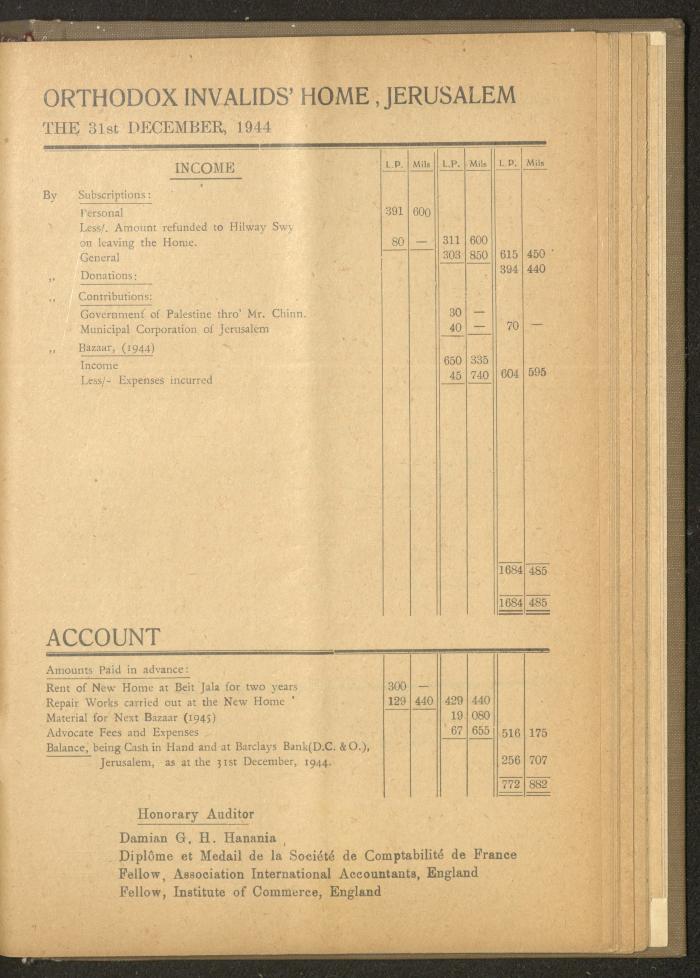 ORTHODOX INVALIDS' HOME, JERUSALEM
THE 31st DECEMBER, 1944
INCOME L.P. Mils L.P. Mils L.P. Mils
By Subscriptions:
Personal 391 600
Less/. Amount refunded to Hilway Swy
on leaving the Home. 80 — 311 600
General 303 850 615 450
„ Donations: 394 440
„ Contributions:
Government of Palestine thro' Mr. Chinn. 30 —
Municipal Corporation of Jerusalem 40 — 70 —
„ Bazaar, (1944)
Income 650 335
Less/- Expenses incurred 45 740 604 595
1684 485
1684 485
ACCOUNT
Amounts Paid in advance:
Rent of New Home at Beit Jala for two years 300 —
Repair Works carried out at the New Home 129 440 429 440
Material for Next Bazaar (1945) 19 080
Advocate Fees and Expenses 67 655 516 175
Balance, being Cash in Hand and at Barclays Bank(D.C. & O.),
Jerusalem, as at the 31st December, 1944. 256 707
772 882
Honorary Auditor
Damian G. H. Hanania
Diplôme et Medail de la Société de Comptabilité de France
Fellow, Association International Accountants, England
Fellow, Institute of Commerce, England